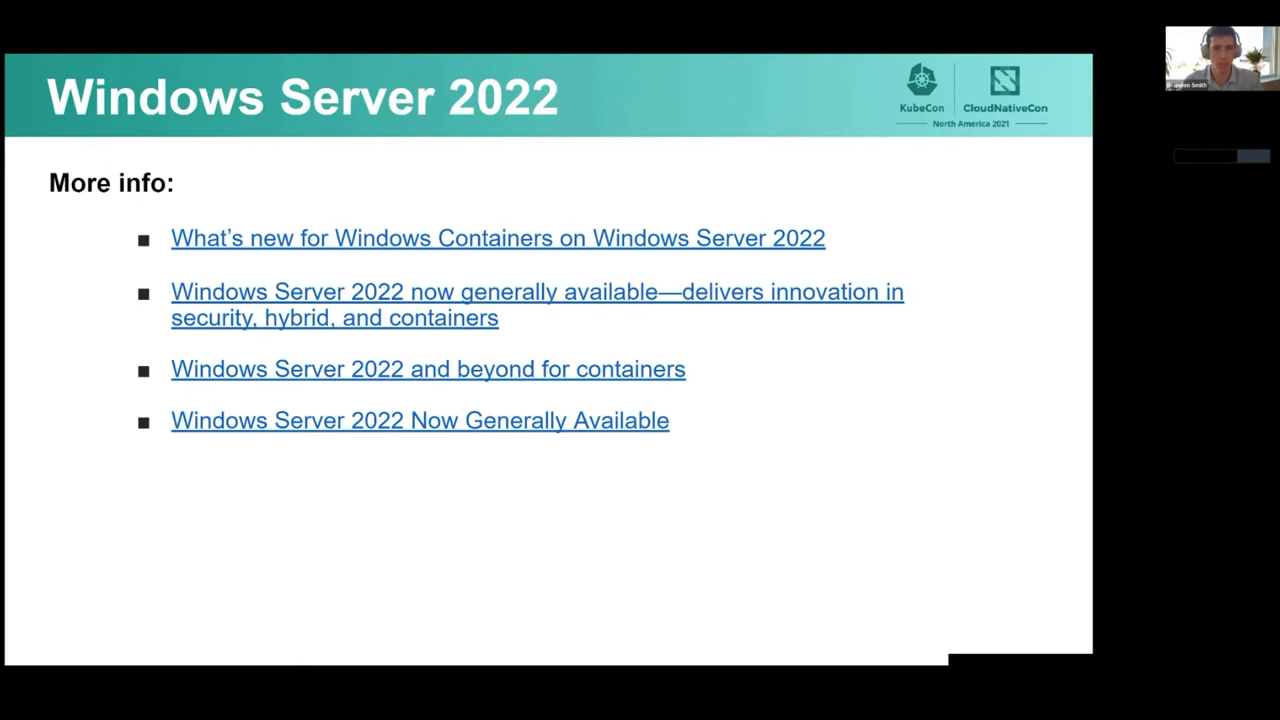 Windows Server 2022
KubeCon
CloudNativeCon
North America 2021
Brandon Smith
More info:
What's new for Windows Containers on Windows Server 2022
Windows Server 2022 now generally available—delivers innovation in
security, hybrid, and containers
Windows Server 2022 and beyond for containers
Windows Server 2022 Now Generally Available